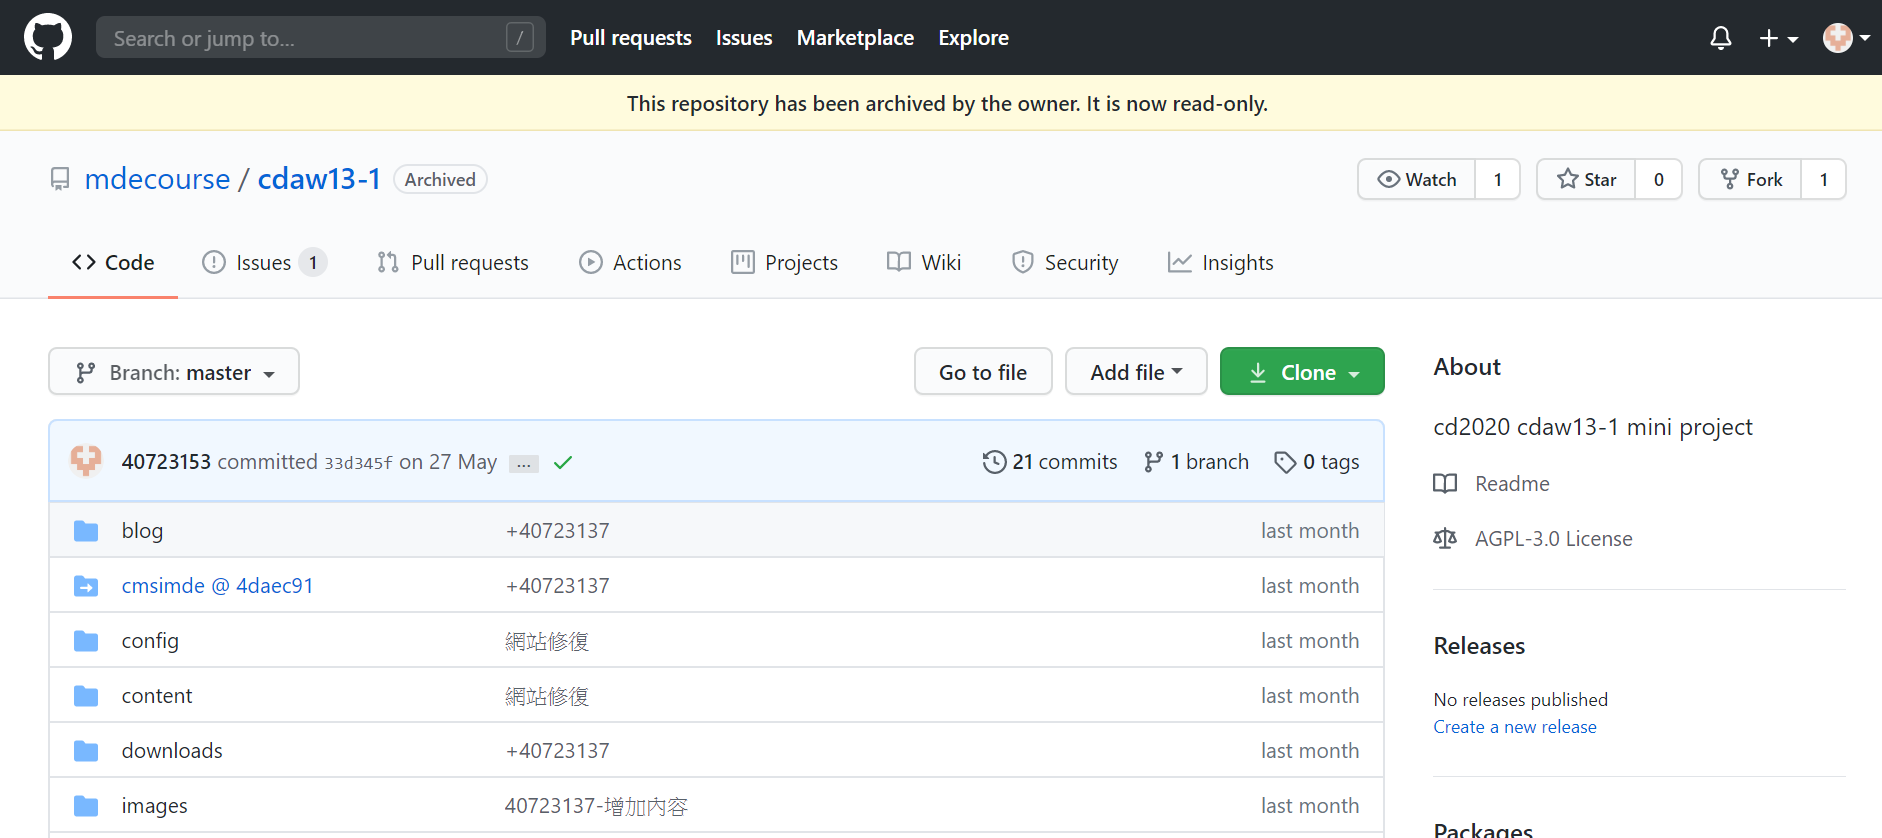 Search or jump to... /
Pull requests Issues Marketplace Explore
This repository has been archived by the owner. It is now read-only.
mdecourse / cdaw13-1 Archived
Watch 1 Star 0 Fork 1
Code Issues 1 Pull requests Actions Projects Wiki Security Insights
Branch: master
Go to file Add file Clone
40723153 committed 33d345f on 27 May ...
21 commits 1 branch 0 tags
blog +40723137 last month
cmsimde @ 4daec91 +40723137 last month
config 網站修復 last month
content 網站修復 last month
downloads +40723137 last month
images 40723137-增加內容 last month
About
cd2020 cdaw13-1 mini project
Readme
AGPL-3.0 License
Releases
No releases published
Create a new release
Packages